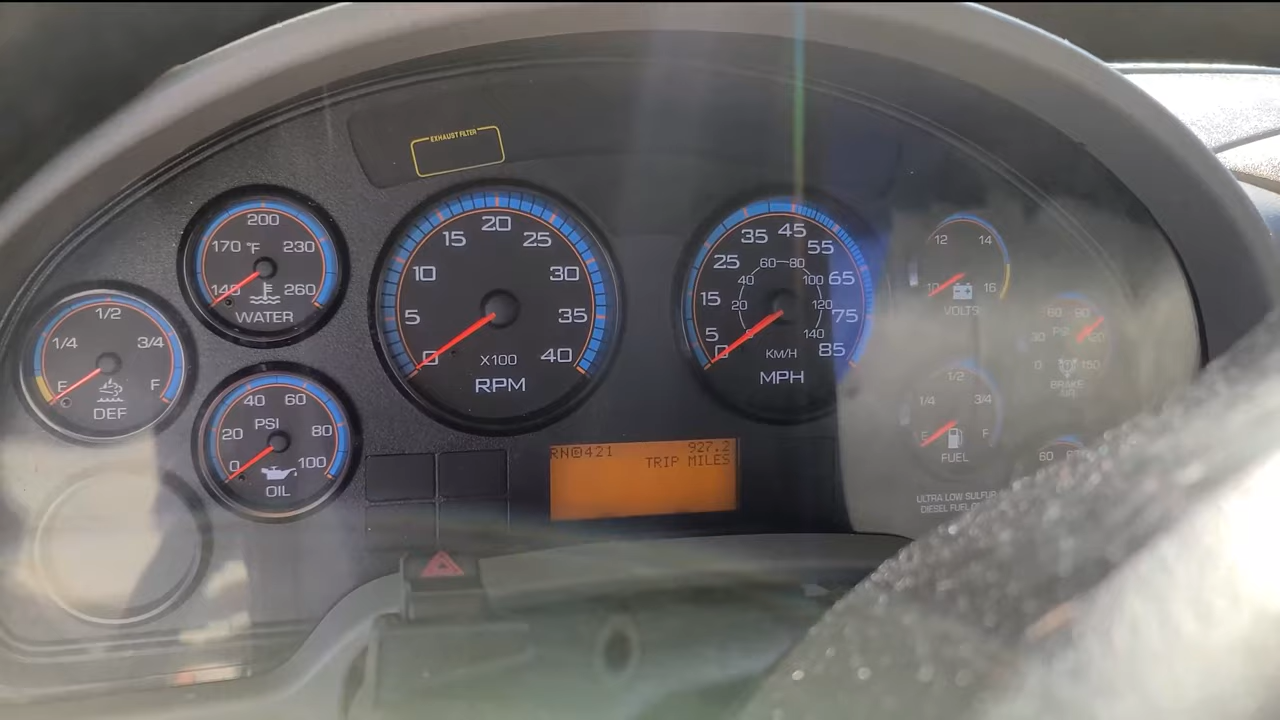 EXHAUST FILTER
1/2
1/4 3/4
E F
DEF
200
170 °F 230
140 260
WATER
40 60
PSI
20 80
0 100
OIL
20
15 25
10 30
5 35
0 40
X100
RPM
45
35 55
25 65
15 75
5 85
0
60 80
40 100
20 120
0 140
KM/H
MPH
927.2
TRIP MILES
12 14
10 16
VOLTS
60 90
PSI
30 120
0 150
BRAKE
AIR
1/2
1/4 3/4
E F
FUEL
60
ULTRA LOW SULFUR
DIESEL FUEL